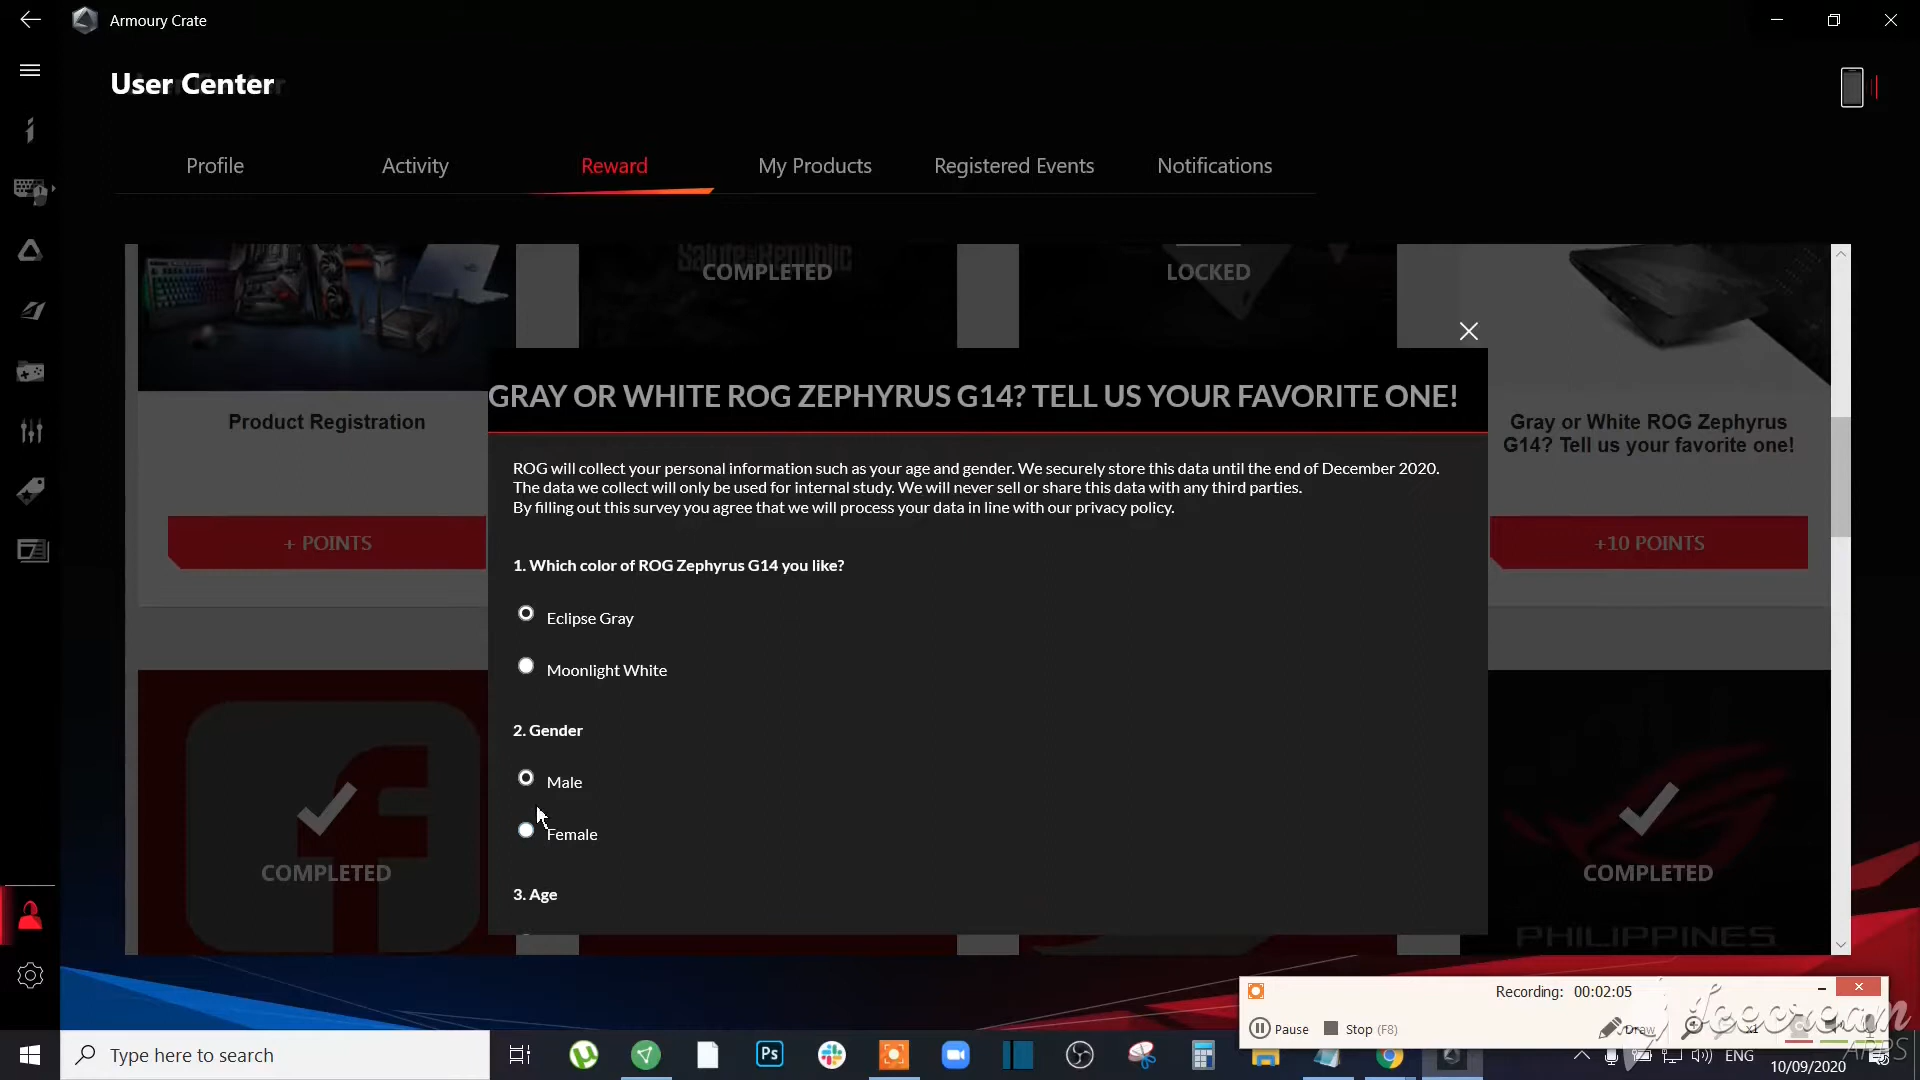 Armoury Crate
User Center
Profile
Activity
Reward
My Products
Registered Events
Notifications
Salute the Republic
COMPLETED
LOCKED
GRAY OR WHITE ROG ZEPHYRUS G14? TELL US YOUR FAVORITE ONE!
Product Registration
Gray or White ROG Zephyrus
G14? Tell us your favorite one!
ROG will collect your personal information such as your age and gender. We securely store this data until the end of December 2020.
The data we collect will only be used for internal study. We will never sell or share this data with any third parties.
By filling out this survey you agree that we will process your data in line with our privacy policy.
+ POINTS
+10 POINTS
1. Which color of ROG Zephyrus G14 you like?
Eclipse Gray
Moonlight White
2. Gender
Male
Female
3. Age
COMPLETED
COMPLETED
PHILIPPINES
Recording: 00:02:05
Pause
Stop (F8)
Draw
x1
Icecream
APPS
Type here to search
Ps
ENG
10/09/2020